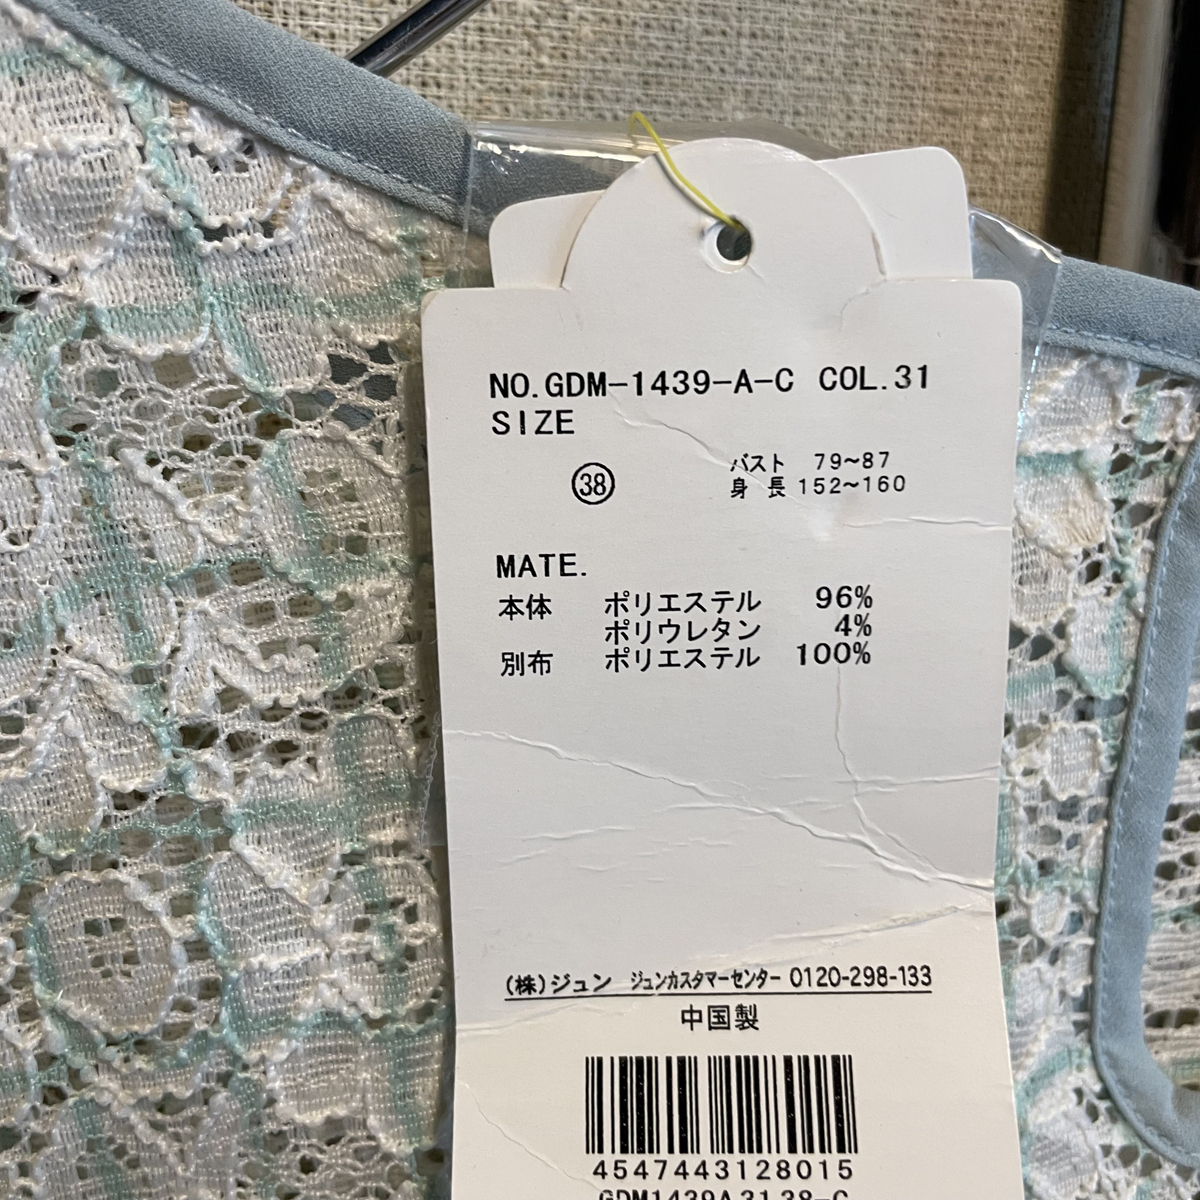 NO.GDM-1439-A-C COL.31
SIZE
38 バスト 79~87
身長 152~160
MATE.
本体 ポリエステル 96%
ポリウレタン 4%
別布 ポリエステル 100%
(株)ジュン ジュンカスタマーセンター 0120-298-133
中国製
4547443128015
GDM1439A3138-C